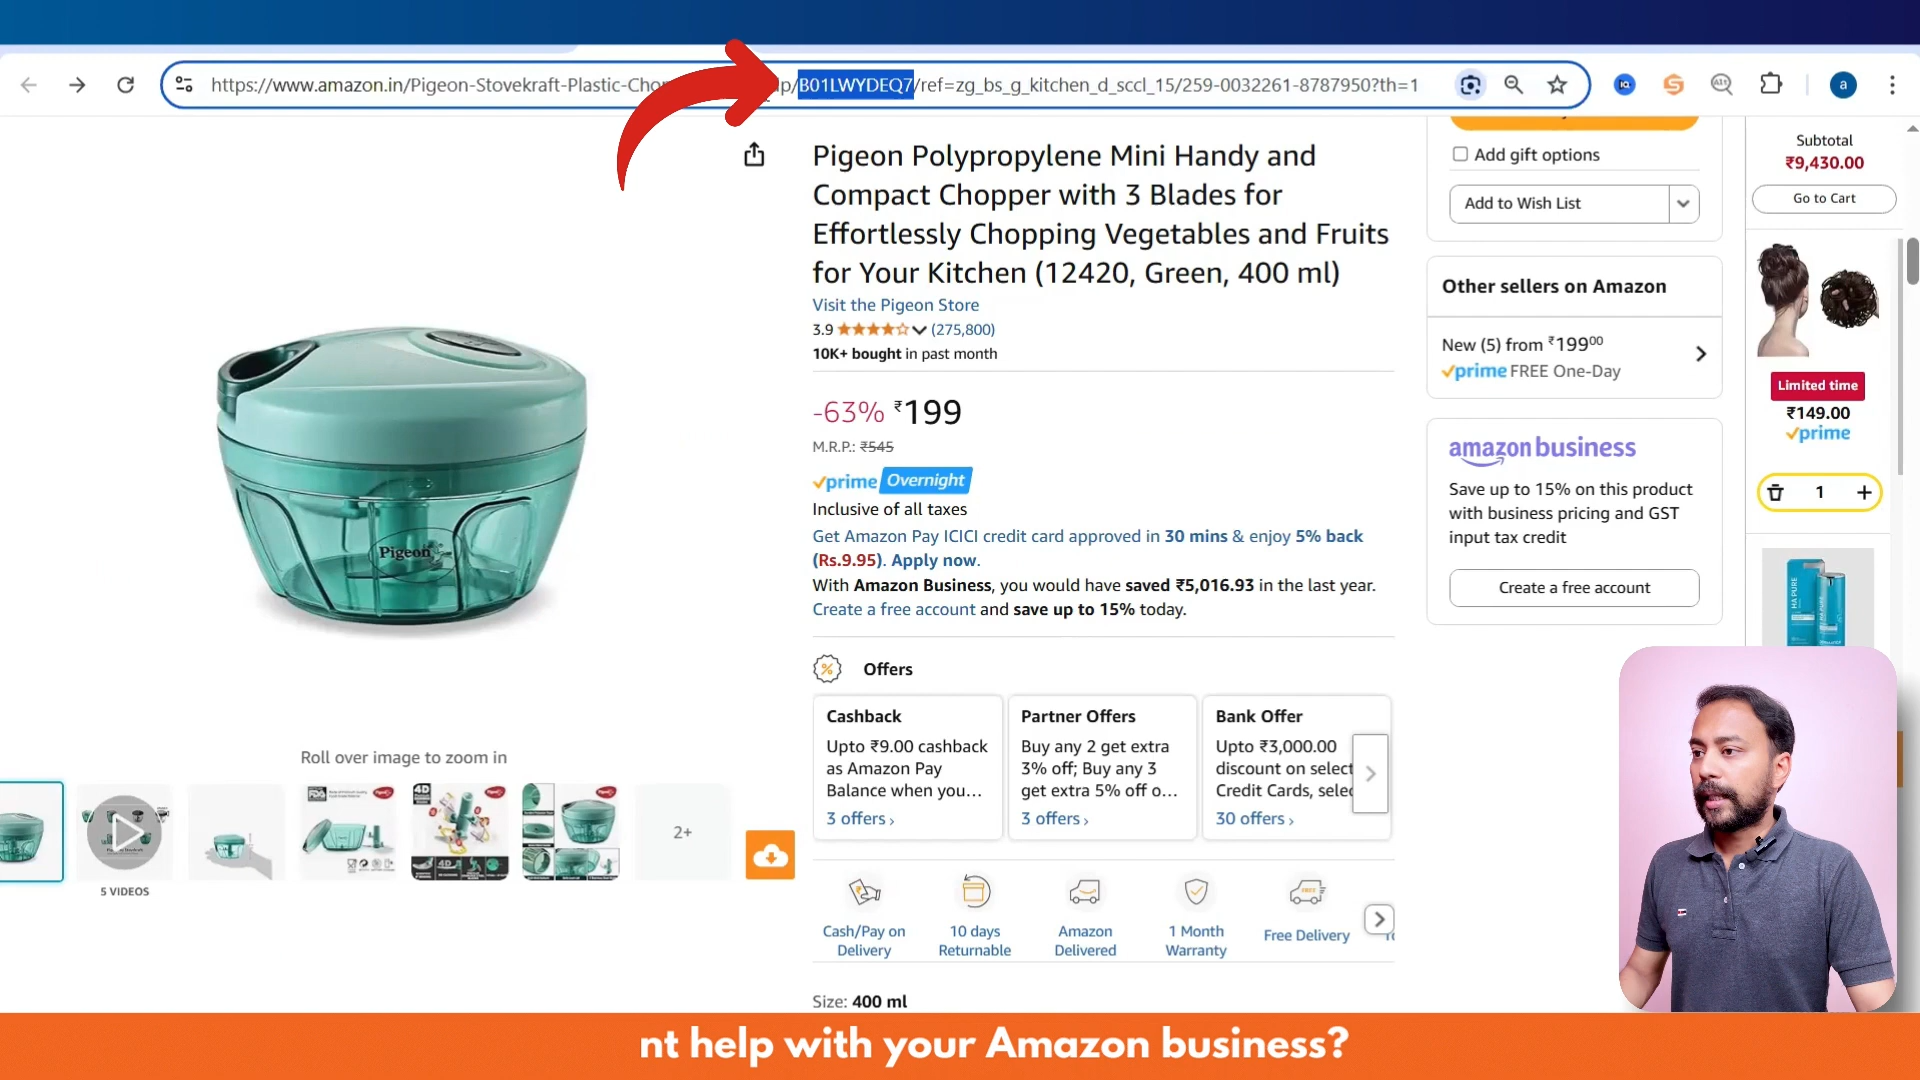 https://www.amazon.in/Pigeon-Stovekraft-Plastic-Cho
/B01LWYDEQ7/ref=zg_bs_g_kitchen_d_sccl_15/259-0032261-8787950?th=1
a
Pigeon Polypropylene Mini Handy and
Compact Chopper with 3 Blades for
Effortlessly Chopping Vegetables and Fruits
for Your Kitchen (12420, Green, 400 ml)
Visit the Pigeon Store
3.9 (275,800)
10K+ bought in past month
-63% ₹199
M.R.P.: ₹545
prime Overnight
Inclusive of all taxes
Get Amazon Pay ICICI credit card approved in 30 mins & enjoy 5% back
(Rs.9.95). Apply now.
With Amazon Business, you would have saved ₹5,016.93 in the last year.
Create a free account and save up to 15% today.
Offers
Cashback
Upto ₹9.00 cashback
as Amazon Pay
Balance when you…
3 offers ›
Partner Offers
Buy any 2 get extra
3% off; Buy any 3
get extra 5% off o…
3 offers ›
Bank Offer
Upto ₹3,000.00
discount on select
Credit Cards, selec
30 offers ›
Cash/Pay on
Delivery
10 days
Returnable
Amazon
Delivered
1 Month
Warranty
Free Delivery
Size: 400 ml
Pigeon
Roll over image to zoom in
5 VIDEOS
4D
2+
Add gift options
Add to Wish List
Other sellers on Amazon
New (5) from ₹199.00
prime FREE One-Day
amazon business
Save up to 15% on this product
with business pricing and GST
input tax credit
Create a free account
Subtotal
₹9,430.00
Go to Cart
Limited time
₹149.00
prime
1
HA PURE
nt help with your Amazon business?